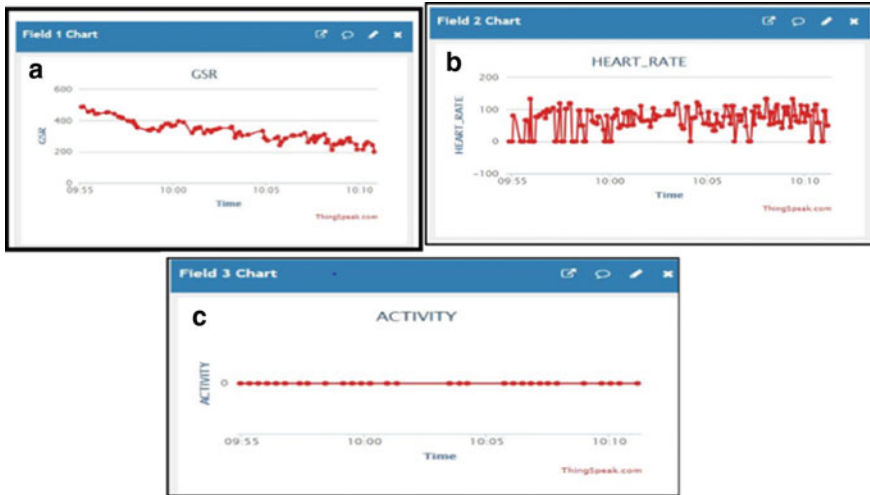 Field 1 Chart
a
GSR
600
400
200
0
GSR
09:55 10:00 10:05 10:10
Time
ThingSpeak.com
Field 2 Chart
b
HEART_RATE
200
100
0
-100
HEART_RATE
09:55 10:00 10:05 10:10
Time
ThingSpeak.com
Field 3 Chart
c
ACTIVITY
0
ACTIVITY
09:55 10:00 10:05 10:10
Time
ThingSpeak.com